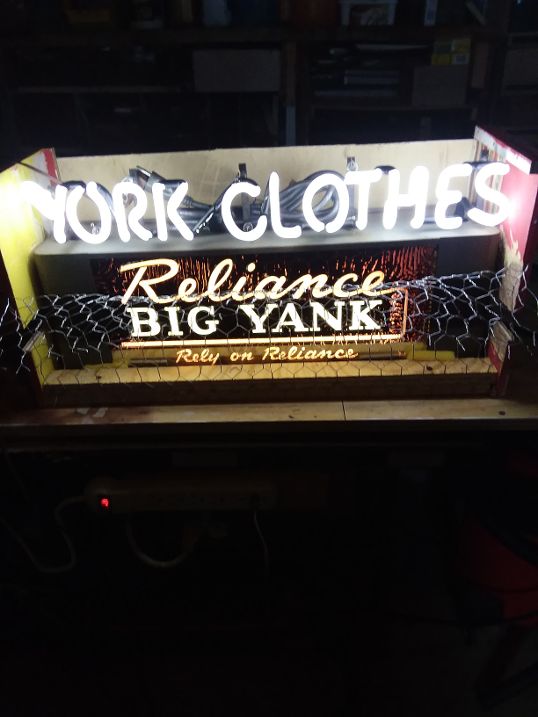 YORK CLOTHES
Reliance
BIG YANK
Rely on Reliance